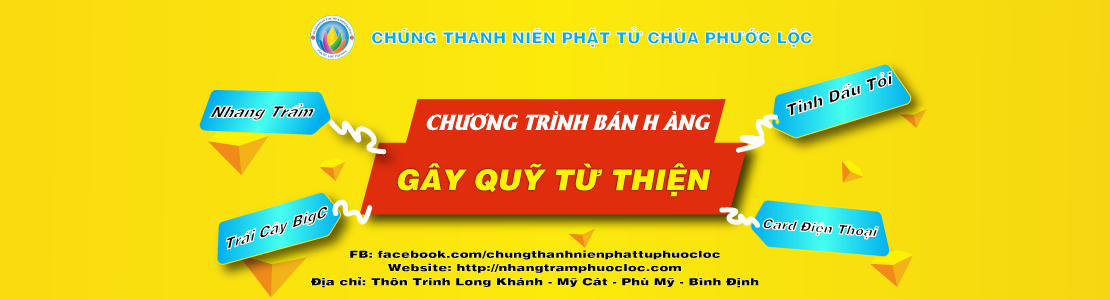 CHÚNG THANH NIÊN PHẬT TỬ CHÙA PHƯỚC LỘC
Nhang Trầm
Tinh Dầu Tỏi
CHƯƠNG TRÌNH BÁN H ÀNG
GÂY QUỸ TỪ THIỆN
Trái Cây BigC
Card Điện Thoại
FB: facebook.com/chungthanhnienphattuphuocloc
Website: http://nhangtramphuocloc.com
Địa chỉ: Thôn Trinh Long Khánh - Mỹ Cát - Phù Mỹ - Bình Định